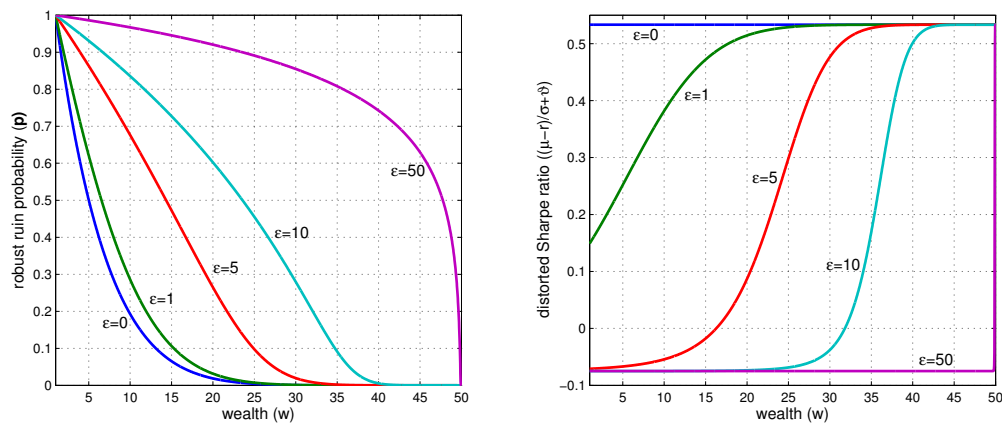 robust ruin probability (p)
1
0.9
0.8
0.7
0.6
0.5
0.4
0.3
0.2
0.1
0
ε=50
ε=10
ε=5
ε=1
ε=0
5 10 15 20 25 30 35 40 45 50
wealth (w)
distorted Sharpe ratio ((μ−r)/σ+ϑ)
0.5
0.4
0.3
0.2
0.1
0
−0.1
ε=0
ε=1
ε=5
ε=10
ε=50
5 10 15 20 25 30 35 40 45 50
wealth (w)